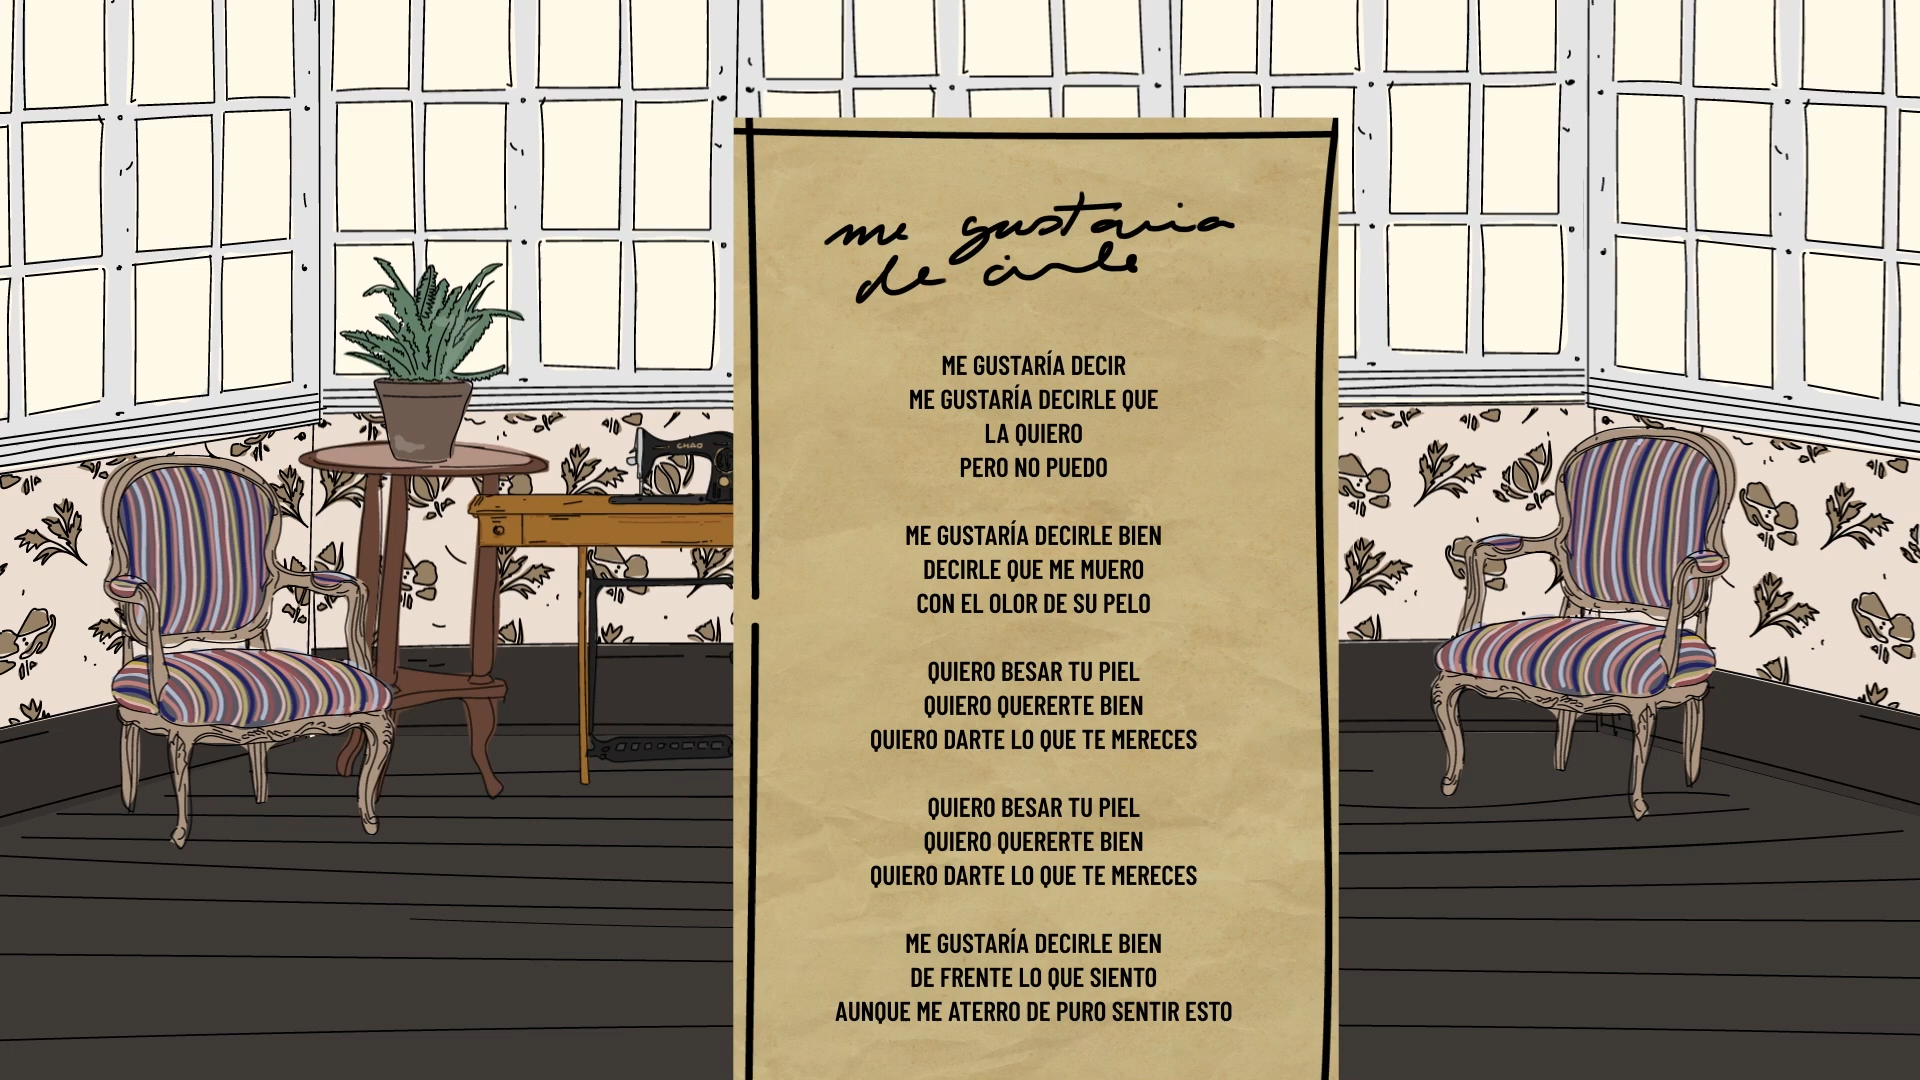 CHAO
me gustaria
de cirle
ME GUSTARÍA DECIR
ME GUSTARÍA DECIRLE QUE
LA QUIERO
PERO NO PUEDO
ME GUSTARÍA DECIRLE BIEN
DECIRLE QUE ME MUERO
CON EL OLOR DE SU PELO
QUIERO BESAR TU PIEL
QUIERO QUERERTE BIEN
QUIERO DARTE LO QUE TE MERECES
QUIERO BESAR TU PIEL
QUIERO QUERERTE BIEN
QUIERO DARTE LO QUE TE MERECES
ME GUSTARÍA DECIRLE BIEN
DE FRENTE LO QUE SIENTO
AUNQUE ME ATERRO DE PURO SENTIR ESTO